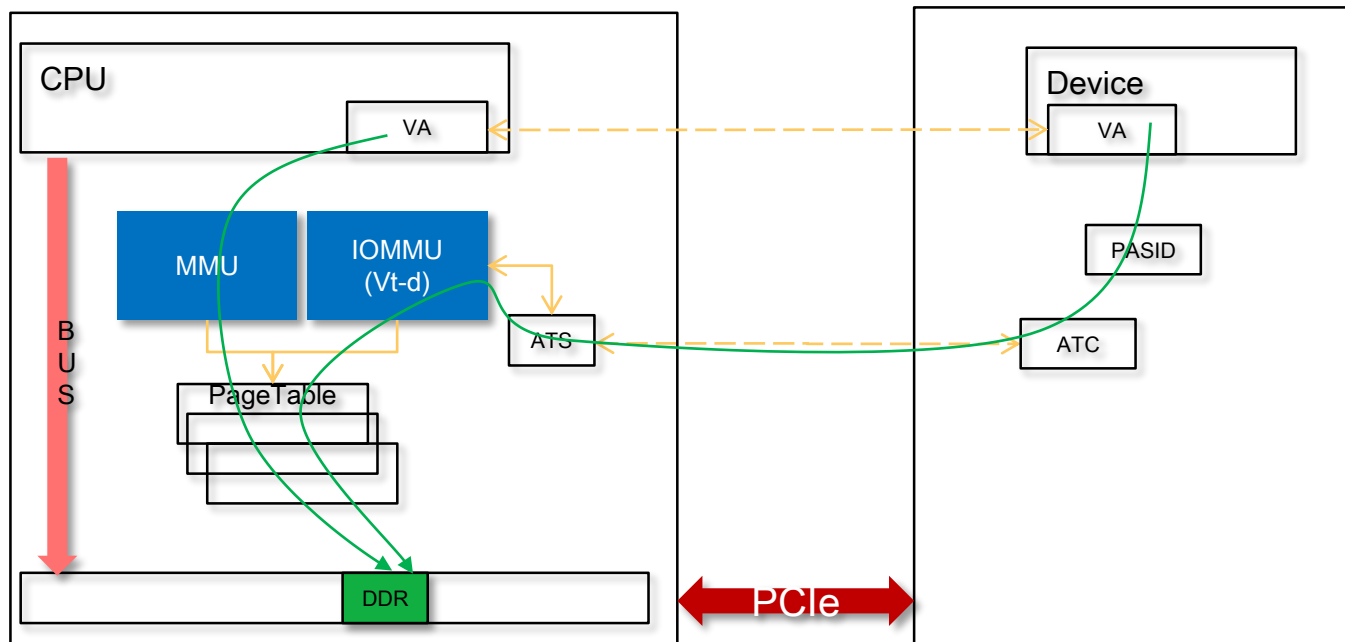 CPU
VA
Device
VA
MMU
IOMMU
(Vt-d)
PASID
B
U
S
ATS
ATC
PageTable
DDR
PCIe